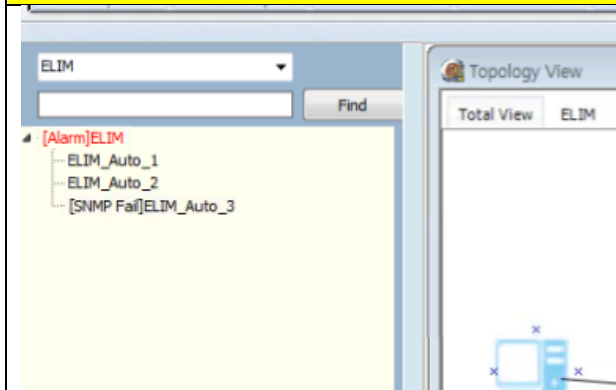 ELIM
Find
[Alarm]ELIM
ELIM_Auto_1
ELIM_Auto_2
[SNMP Fail]ELIM_Auto_3
Topology View
Total View ELIM